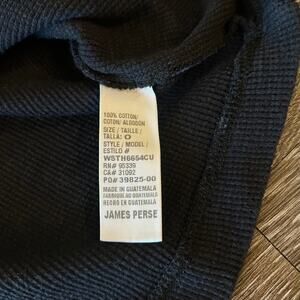 100% COTTON/
COTON/ ALGODON
SIZE / TAILLE /
TALLA: O
STYLE / MODEL /
ESTILO #
WSTH6654CU
RN# 95339
CA# 31092
PO# 39825-00
MADE IN GUATEMALA
FABRIQUE AU GUATEMALA
HECHO EN GUATEMALA
JAMES PERSE